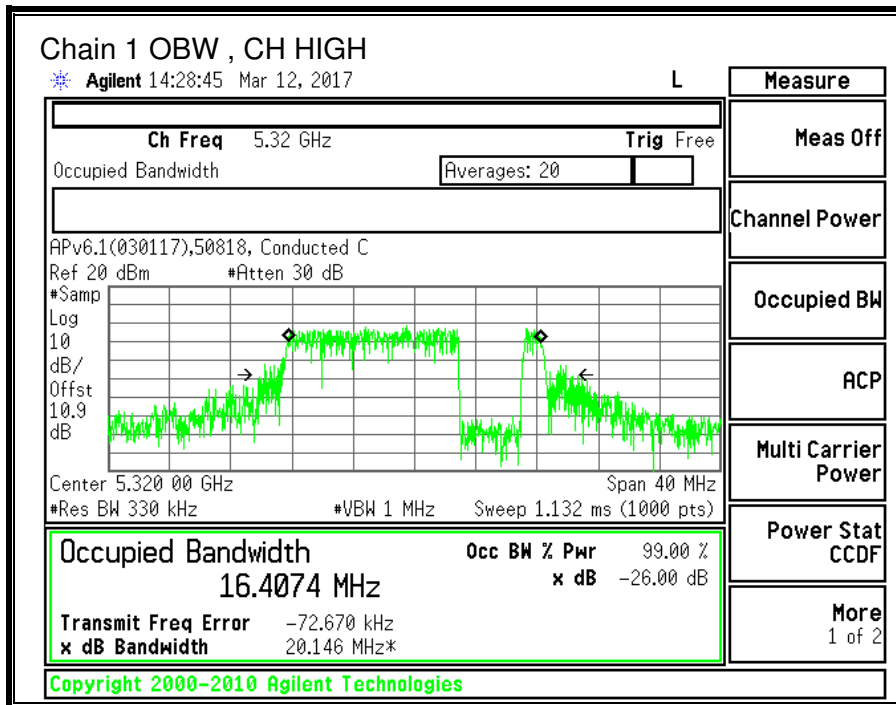 Chain 1 OBW , CH HIGH
Agilent 14:28:45 Mar 12, 2017 L
Measure
Ch Freq 5.32 GHz Trig Free
Meas Off
Occupied Bandwidth Averages: 20
Channel Power
APv6.1(030117),50818, Conducted C
Ref 20 dBm #Atten 30 dB
#Samp
Log
10
dB/
Offst
10.9
dB
Occupied BW
ACP
Center 5.320 00 GHz Span 40 MHz
#Res BW 330 kHz #VBW 1 MHz Sweep 1.132 ms (1000 pts)
Multi Carrier
Power
Occupied Bandwidth
16.4074 MHz
Occ BW % Pwr 99.00 %
x dB -26.00 dB
Transmit Freq Error -72.670 kHz
x dB Bandwidth 20.146 MHz*
Power Stat
CCDF
More
1 of 2
Copyright 2000-2010 Agilent Technologies